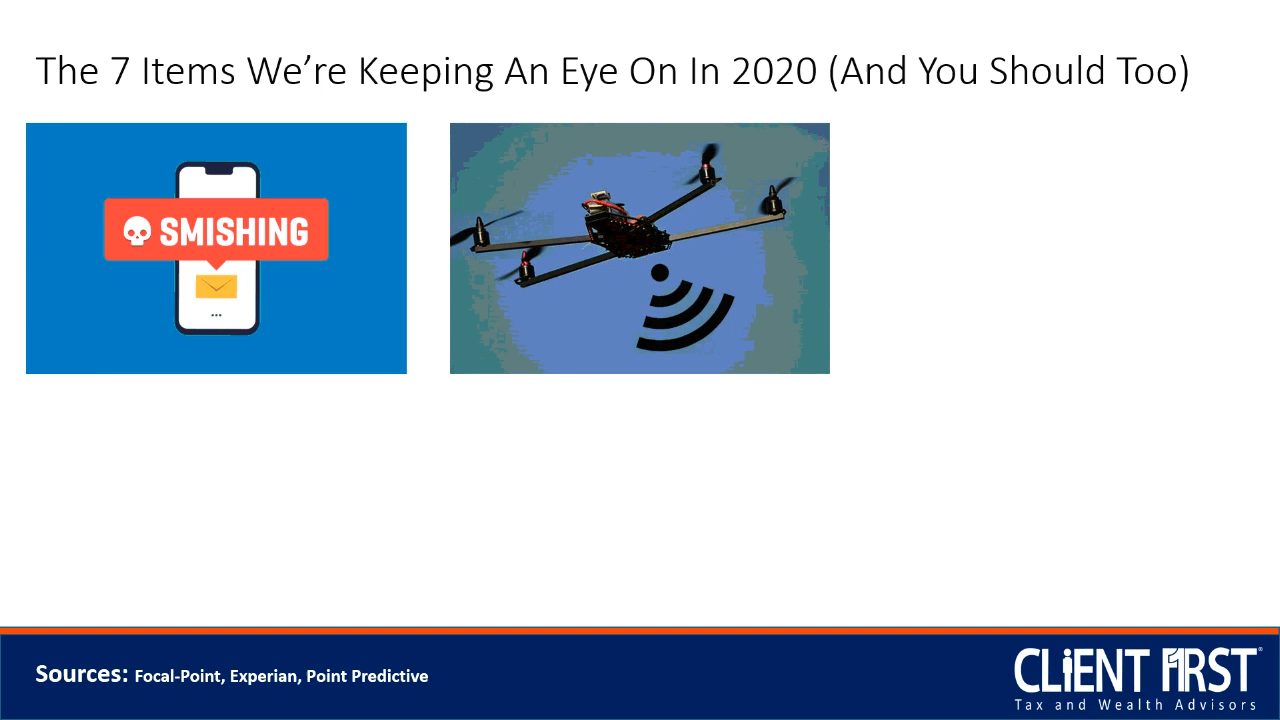 The 7 Items We’re Keeping An Eye On In 2020 (And You Should Too)
SMISHING
...
Sources: Focal-Point, Experian, Point Predictive
CLiENT F1RST®
Tax and Wealth Advisors